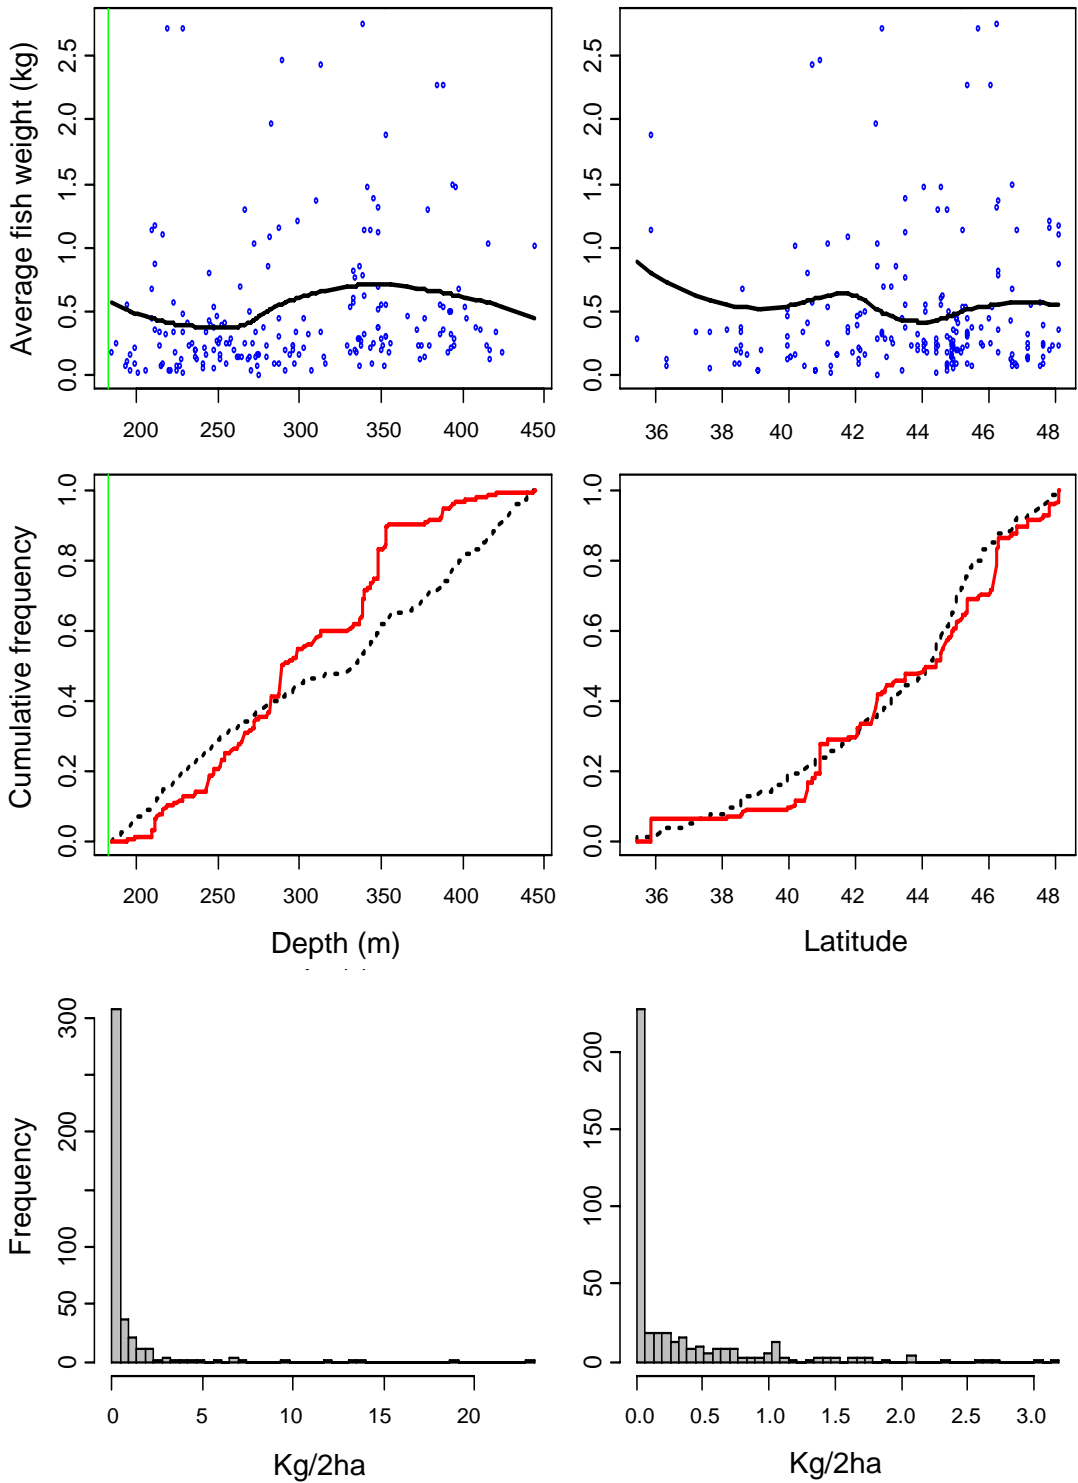 Average fish weight (kg)
0.0 0.5 1.0 1.5 2.0 2.5
200 250 300 350 400 450
0.0 0.5 1.0 1.5 2.0 2.5
36 38 40 42 44 46 48
Cumulative frequency
0.0 0.2 0.4 0.6 0.8 1.0
200 250 300 350 400 450
Depth (m)
0.0 0.2 0.4 0.6 0.8 1.0
36 38 40 42 44 46 48
Latitude
Frequency
0 50 100 200 300
0 5 10 15 20
Kg/2ha
0 50 100 150 200
0.0 0.5 1.0 1.5 2.0 2.5 3.0
Kg/2ha